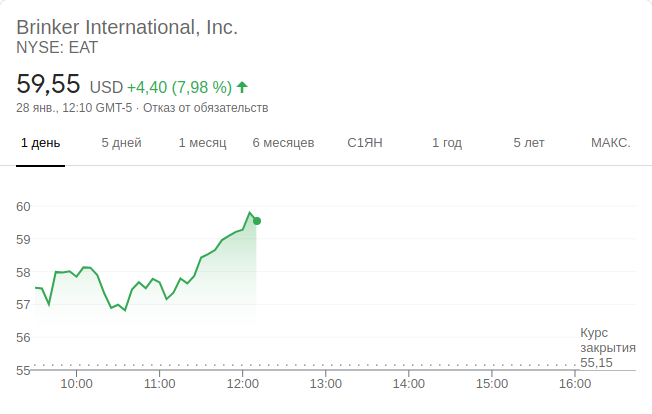 Brinker International, Inc.
NYSE: EAT
59,55 USD +4,40 (7,98 %)
28 янв., 12:10 GMT-5 · Отказ от обязательств
1 день 5 дней 1 месяц 6 месяцев С1ЯН 1 год 5 лет МАКС.
60
59
58
57
56
Курс
закрытия
55,15
55
10:00 11:00 12:00 13:00 14:00 15:00 16:00